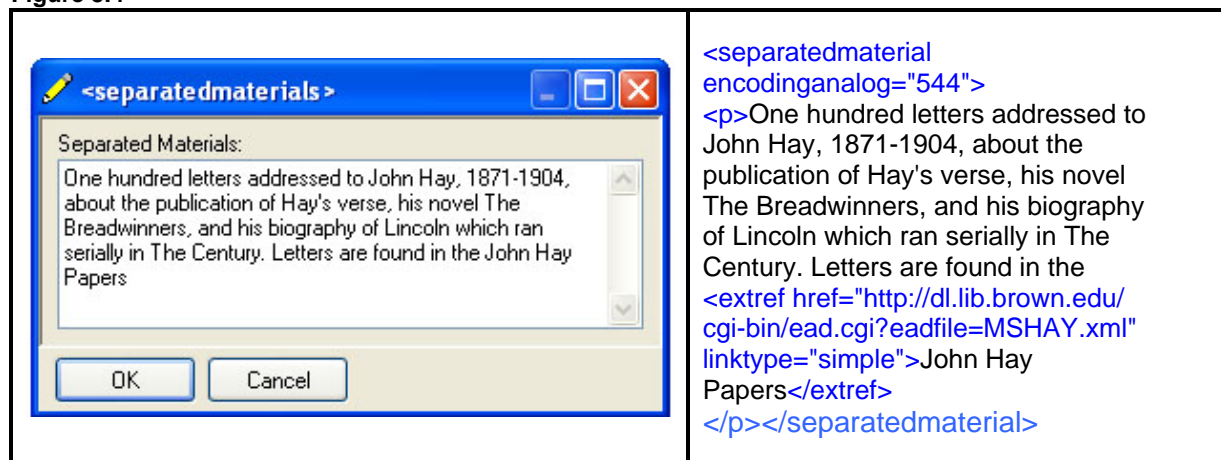 <separatedmaterials>
Separated Materials:
One hundred letters addressed to John Hay, 1871-1904,
about the publication of Hay's verse, his novel The
Breadwinners, and his biography of Lincoln which ran
serially in The Century. Letters are found in the John Hay
Papers
OK
Cancel
<separatedmaterial
encodinganalog="544">
<p>One hundred letters addressed to
John Hay, 1871-1904, about the
publication of Hay's verse, his novel
The Breadwinners, and his biography
of Lincoln which ran serially in The
Century. Letters are found in the
<extref href="http://dl.lib.brown.edu/
cgi-bin/ead.cgi?eadfile=MSHAY.xml"
linktype="simple">John Hay
Papers</extref>
</p></separatedmaterial>